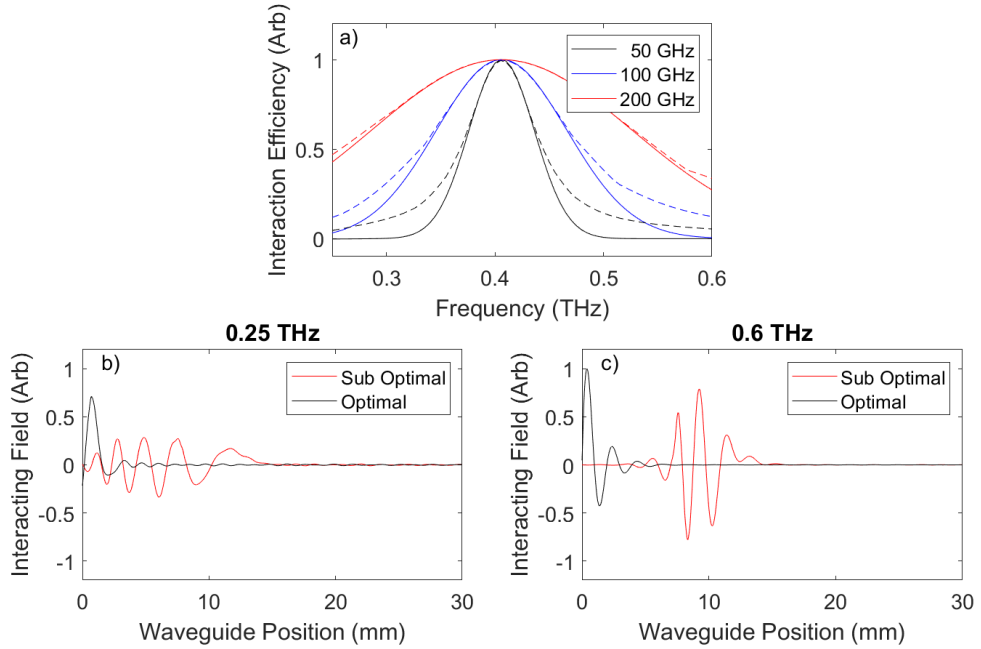 a)
50 GHz
100 GHz
200 GHz
Interaction Efficiency (Arb)
1
0.5
0
0.3
0.4
0.5
0.6
Frequency (THz)
0.25 THz
b)
Sub Optimal
Optimal
Interacting Field (Arb)
1
0.5
0
-0.5
-1
0
10
20
30
Waveguide Position (mm)
0.6 THz
c)
Sub Optimal
Optimal
Interacting Field (Arb)
1
0.5
0
-0.5
-1
0
10
20
30
Waveguide Position (mm)